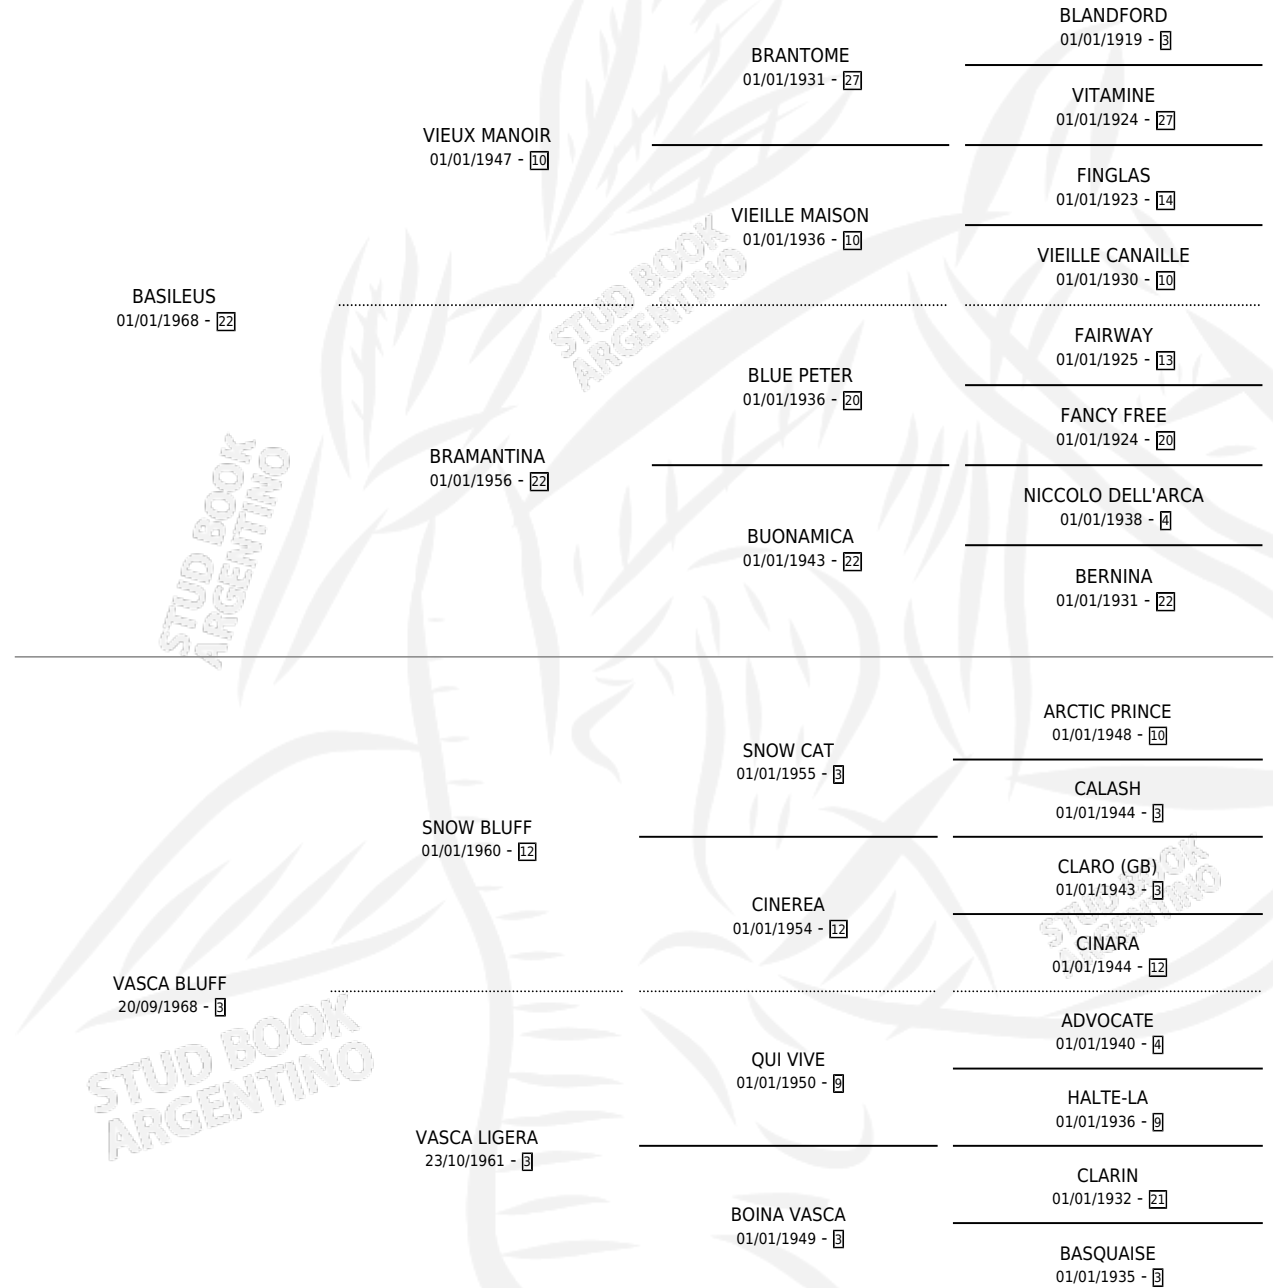 BLANDFORD
01/01/1919 - 3
BRANTOME
01/01/1931 - 27
VITAMINE
01/01/1924 - 27
VIEUX MANOIR
01/01/1947 - 10
FINGLAS
01/01/1923 - 14
VIEILLE MAISON
01/01/1936 - 10
VIEILLE CANAILLE
01/01/1930 - 10
BASILEUS
01/01/1968 - 22
STUD BOOK
ARGENTINO
FAIRWAY
01/01/1925 - 13
BLUE PETER
01/01/1936 - 20
FANCY FREE
01/01/1924 - 20
BRAMANTINA
01/01/1956 - 22
NICCOLO DELL'ARCA
01/01/1938 - 4
BUONAMICA
01/01/1943 - 22
BERNINA
01/01/1931 - 22
STUD BOOK
ARGENTINO
ARCTIC PRINCE
01/01/1948 - 10
SNOW CAT
01/01/1955 - 3
CALASH
01/01/1944 - 3
SNOW BLUFF
01/01/1960 - 12
CLARO (GB)
01/01/1943 - 3
CINEREA
01/01/1954 - 12
STUD BOOK
ARGENTINO
CINARA
01/01/1944 - 12
VASCA BLUFF
20/09/1968 - 3
ADVOCATE
01/01/1940 - 4
STUD BOOK
ARGENTINO
QUI VIVE
01/01/1950 - 9
HALTE-LA
01/01/1936 - 9
VASCA LIGERA
23/10/1961 - 3
CLARIN
01/01/1932 - 21
BOINA VASCA
01/01/1949 - 3
BASQUAISE
01/01/1935 - 3